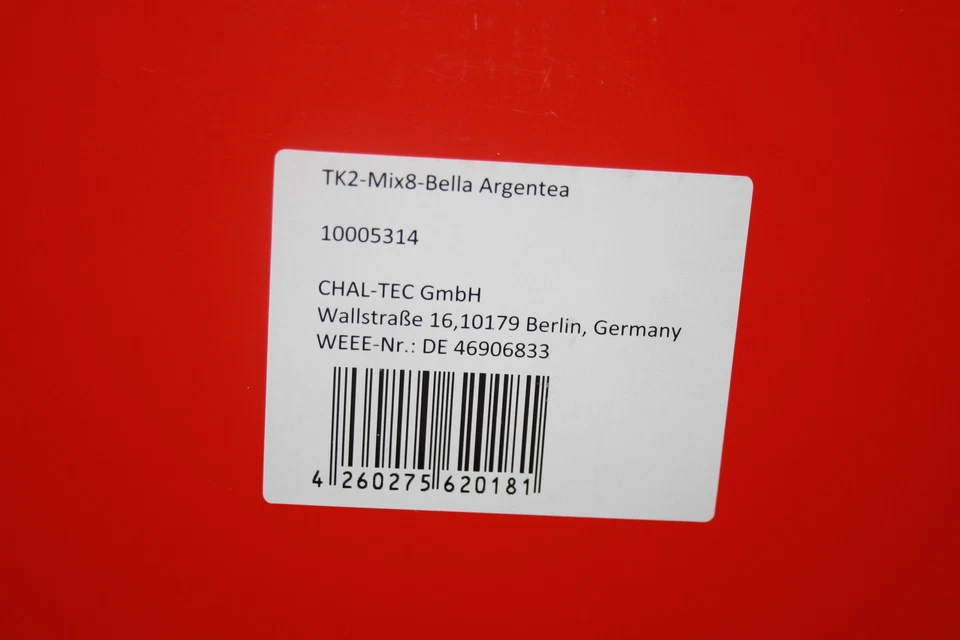 TK2-Mix8-Bella Argentea
10005314
CHAL-TEC GmbH
Wallstraße 16,10179 Berlin, Germany
WEEE-Nr.: DE 46906833
4 260275 620181